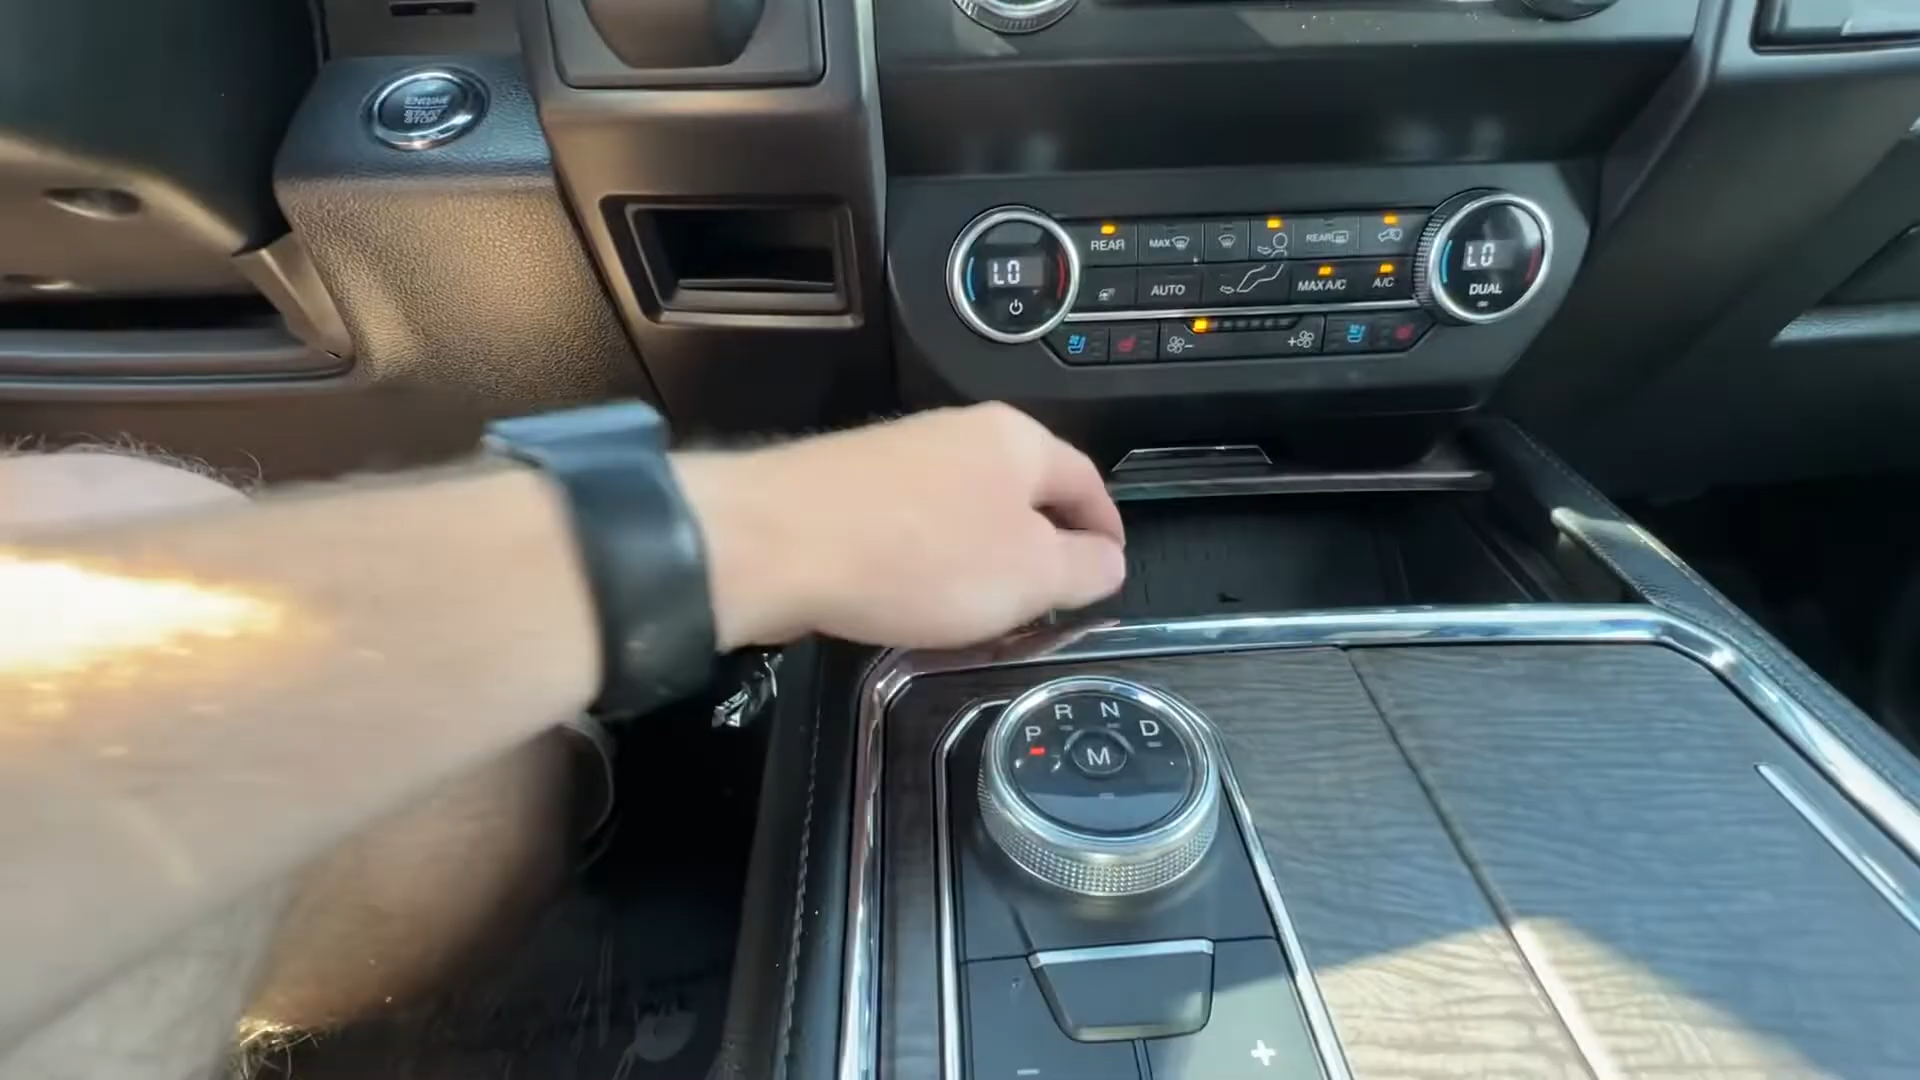 ENGINE
START
STOP
REAR MAX REAR
LO
AUTO MAX A/C A/C
LO
DUAL
- +
P R N D
M
- +